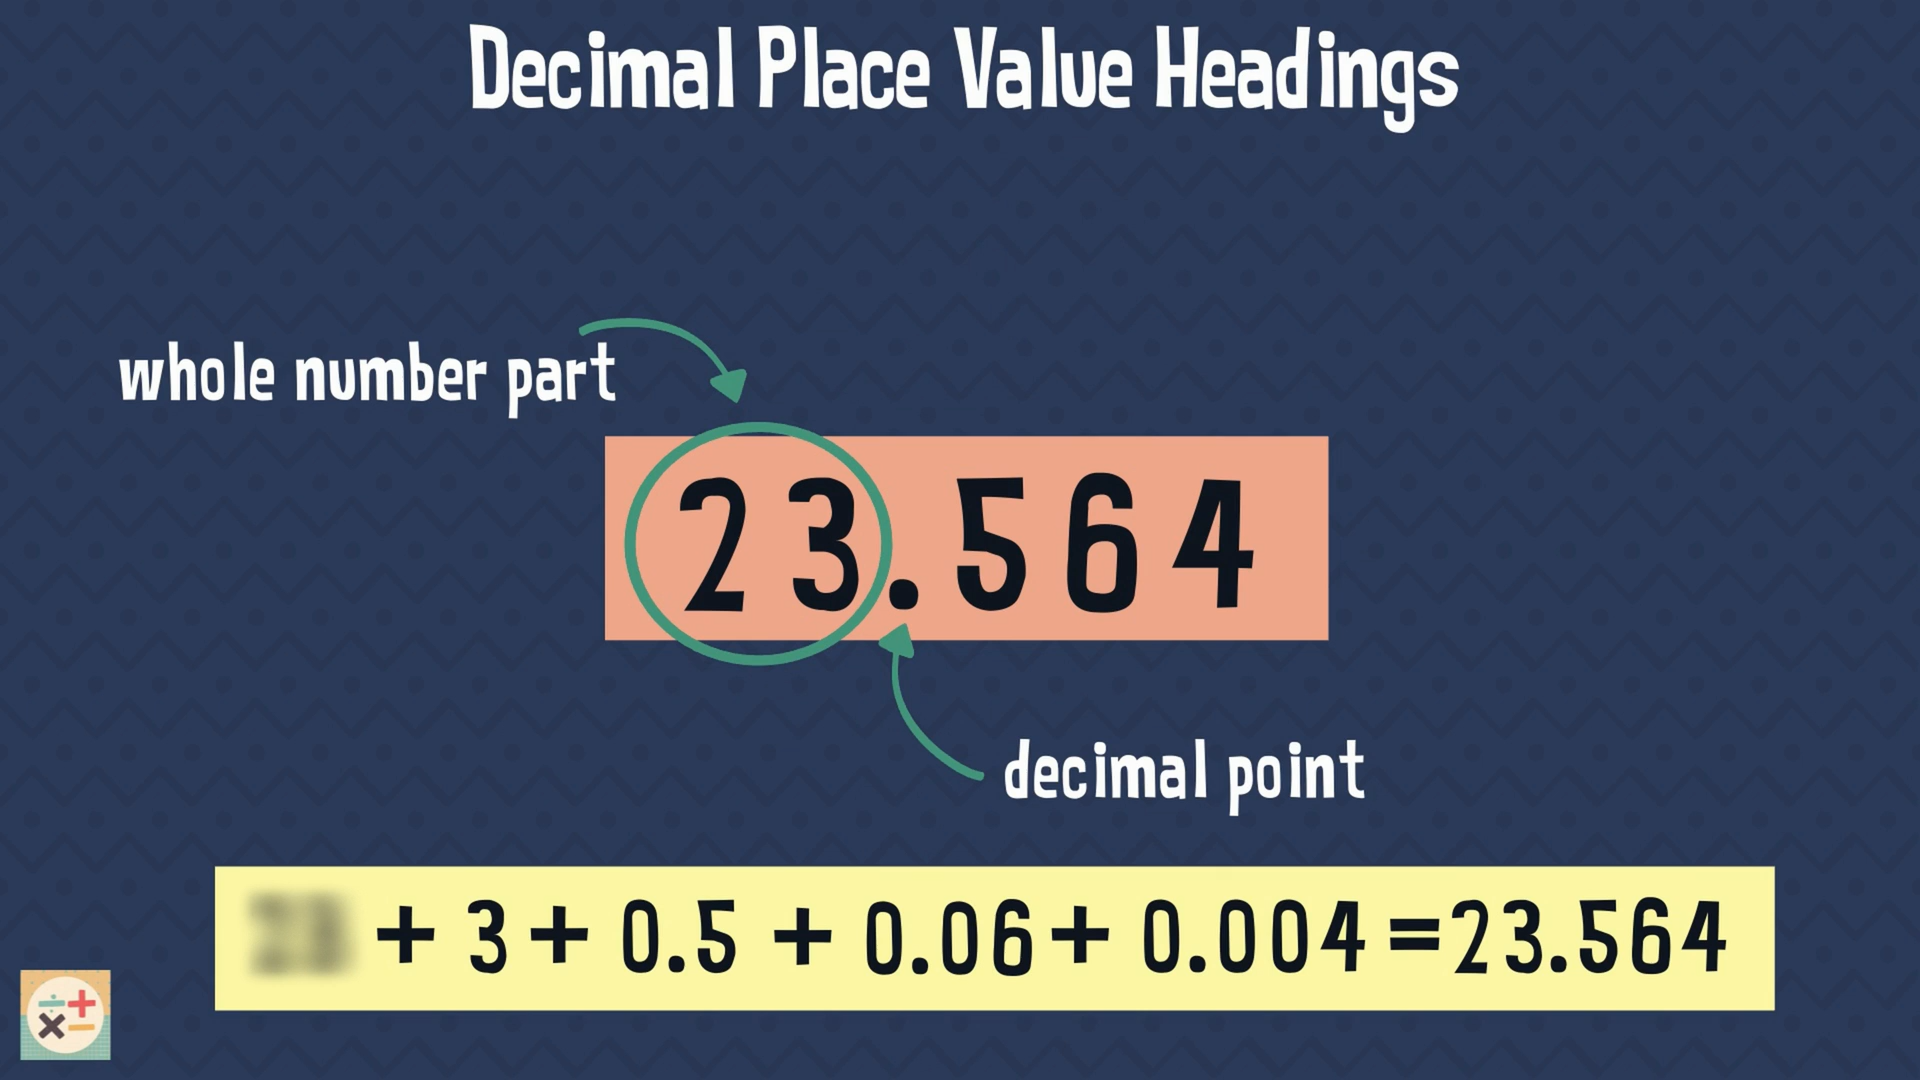 Decimal Place Value Headings
whole number part
23.564
decimal point
+ 3 + 0.5 + 0.06 + 0.004 = 23.564